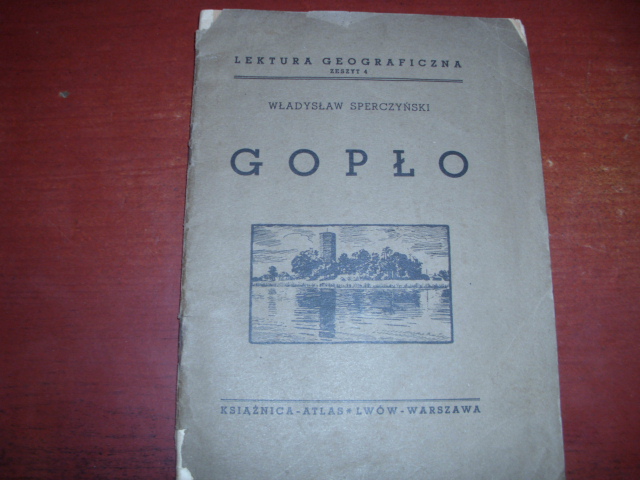 LEKTURA GEOGRAFICZNA
ZESZYT 4
WŁADYSŁAW SPERCZYŃSKI
GOPŁO
KSIĄŻNICA-ATLAS * LWÓW-WARSZAWA